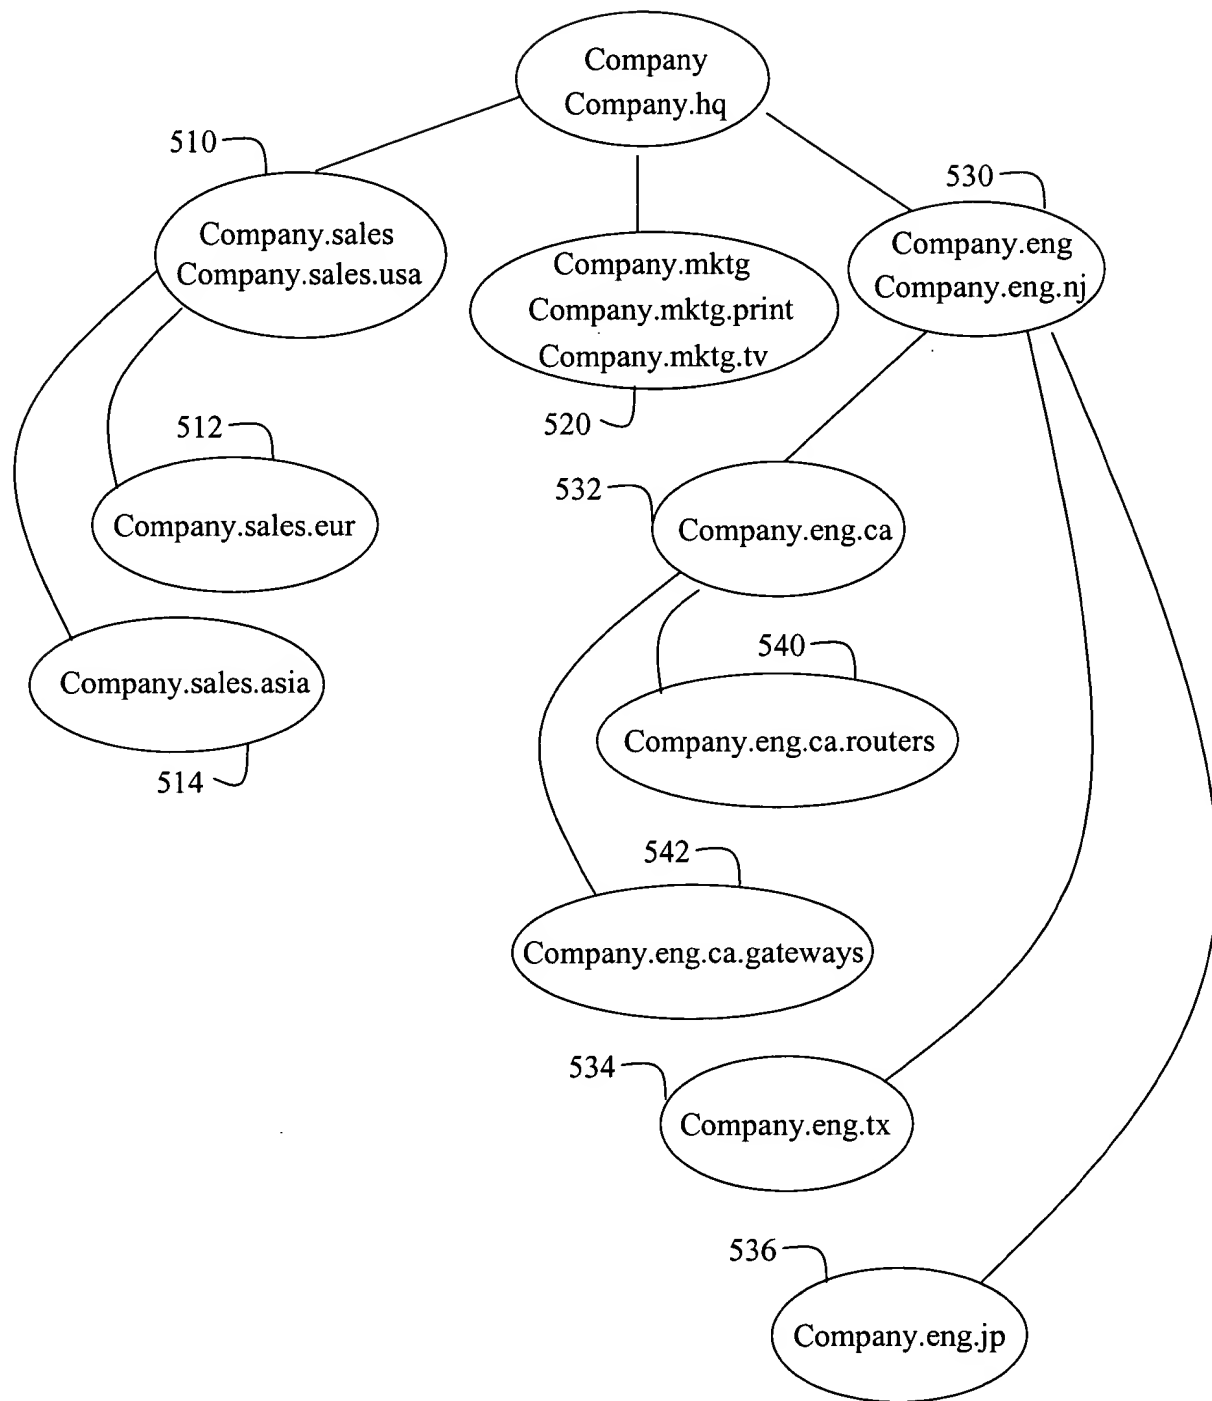 Company
Company.hq
510
Company.sales
Company.sales.usa
Company.mktg
Company.mktg.print
Company.mktg.tv
520
530
Company.eng
Company.eng.nj
512
Company.sales.eur
Company.sales.asia
514
532
Company.eng.ca
540
Company.eng.ca.routers
542
Company.eng.ca.gateways
534
Company.eng.tx
536
Company.eng.jp